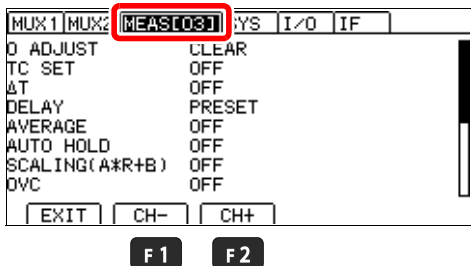 MUX1 MUX2 MEAS[03] SYS I/O IF
0 ADJUST CLEAR
TC SET OFF
ΔT OFF
DELAY PRESET
AVERAGE OFF
AUTO HOLD OFF
SCALING(A*R+B) OFF
OVC OFF
EXIT CH- CH+
F1 F2